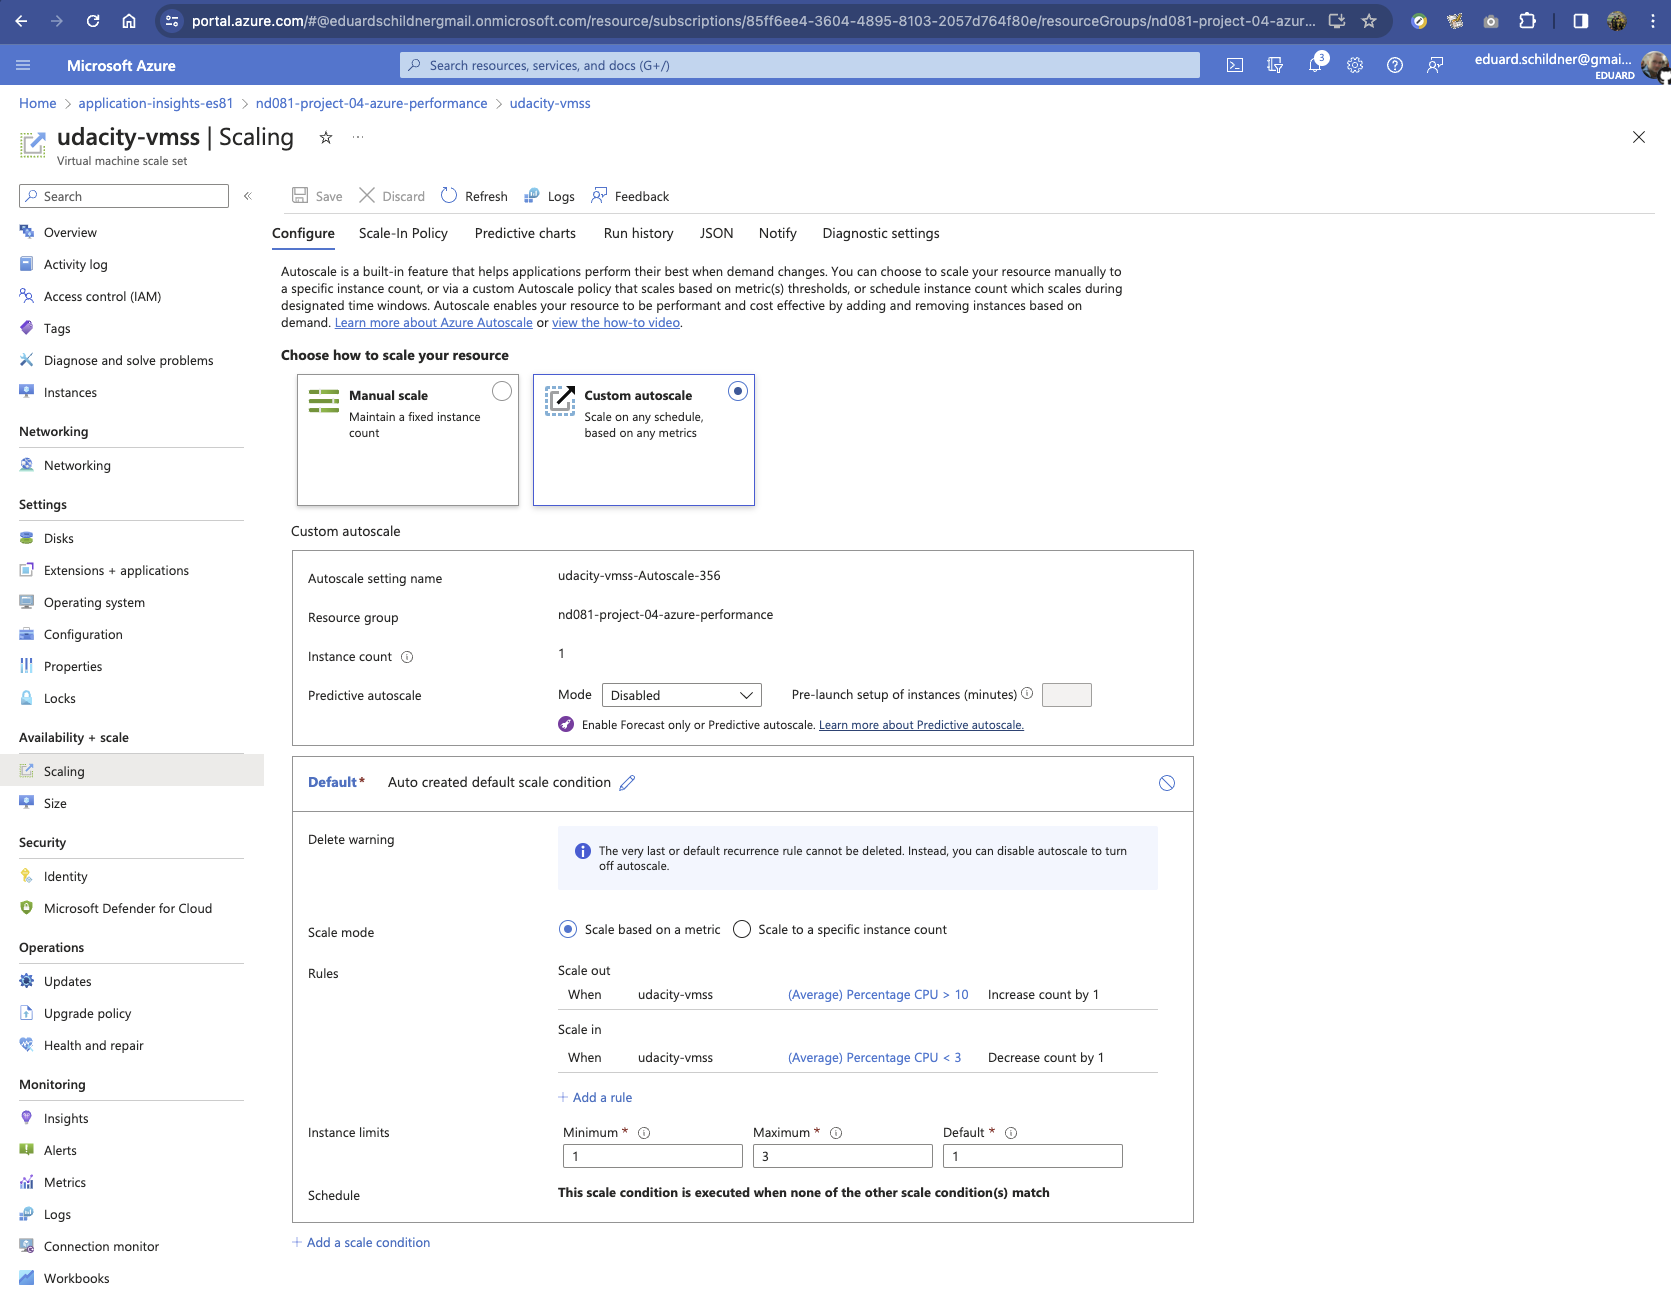 portal.azure.com/#@eduardschildnergmail.onmicrosoft.com/resource/subscriptions/85ff6ee4-3604-4895-8103-2057d764f80e/resourceGroups/nd081-project-04-azur...
Microsoft Azure
Search resources, services, and docs (G+/)
3
eduard.schildner@gmai...
EDUARD
Home > application-insights-es81 > nd081-project-04-azure-performance > udacity-vmss
udacity-vmss | Scaling
Virtual machine scale set
Search
Overview
Activity log
Access control (IAM)
Tags
Diagnose and solve problems
Instances
Networking
Networking
Settings
Disks
Extensions + applications
Operating system
Configuration
Properties
Locks
Availability + scale
Scaling
Size
Security
Identity
Microsoft Defender for Cloud
Operations
Updates
Upgrade policy
Health and repair
Monitoring
Insights
Alerts
Metrics
Logs
Connection monitor
Workbooks
Save Discard Refresh Logs Feedback
Configure Scale-In Policy Predictive charts Run history JSON Notify Diagnostic settings
Autoscale is a built-in feature that helps applications perform their best when demand changes. You can choose to scale your resource manually to
a specific instance count, or via a custom Autoscale policy that scales based on metric(s) thresholds, or schedule instance count which scales during
designated time windows. Autoscale enables your resource to be performant and cost effective by adding and removing instances based on
demand. Learn more about Azure Autoscale or view the how-to video.
Choose how to scale your resource
Manual scale
Maintain a fixed instance
count
Custom autoscale
Scale on any schedule,
based on any metrics
Custom autoscale
Autoscale setting name udacity-vmss-Autoscale-356
Resource group nd081-project-04-azure-performance
Instance count 1
Predictive autoscale Mode Disabled Pre-launch setup of instances (minutes)
Enable Forecast only or Predictive autoscale. Learn more about Predictive autoscale.
Default* Auto created default scale condition
Delete warning
The very last or default recurrence rule cannot be deleted. Instead, you can disable autoscale to turn
off autoscale.
Scale mode Scale based on a metric Scale to a specific instance count
Rules
Scale out
When udacity-vmss (Average) Percentage CPU > 10 Increase count by 1
Scale in
When udacity-vmss (Average) Percentage CPU < 3 Decrease count by 1
+ Add a rule
Instance limits Minimum * Maximum * Default *
1 3 1
Schedule This scale condition is executed when none of the other scale condition(s) match
+ Add a scale condition